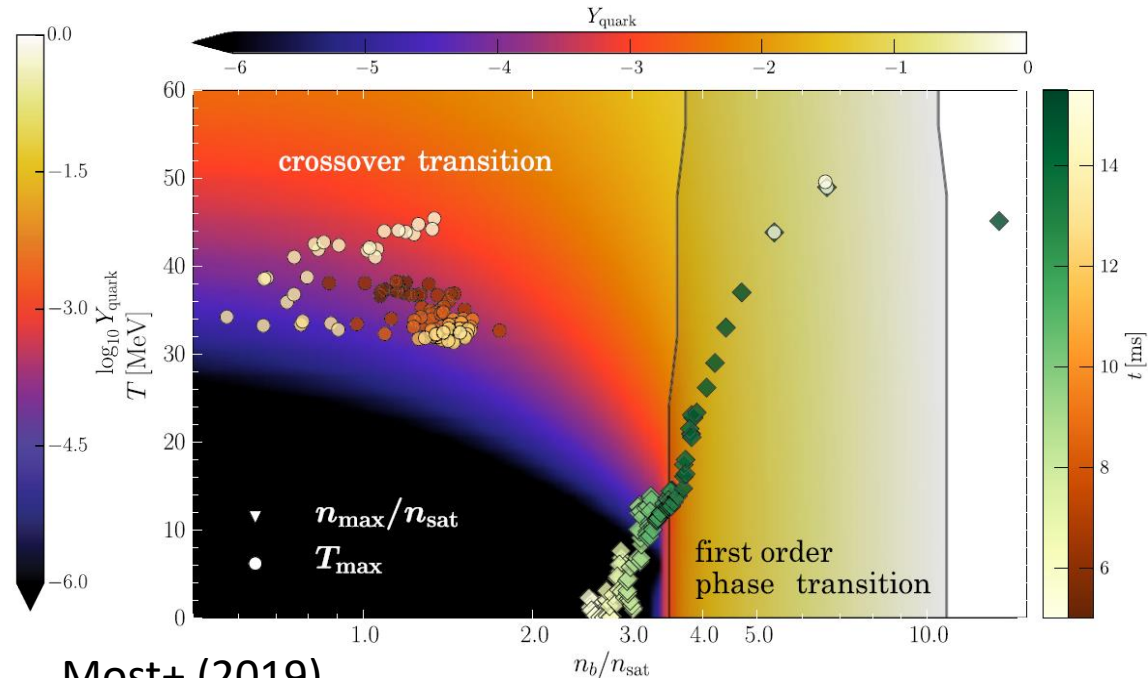 Y_quark
−6 −5 −4 −3 −2 −1 0
0.0
−1.5
−3.0
−4.5
−6.0
log₁₀ Y_quark
T [MeV]
60
50
40
30
20
10
0
crossover transition
n_max/n_sat
T_max
first order
phase transition
1.0 2.0 3.0 4.0 5.0 10.0
n_b/n_sat
14
12
10
8
6
t [ms]
Most+ (2019)